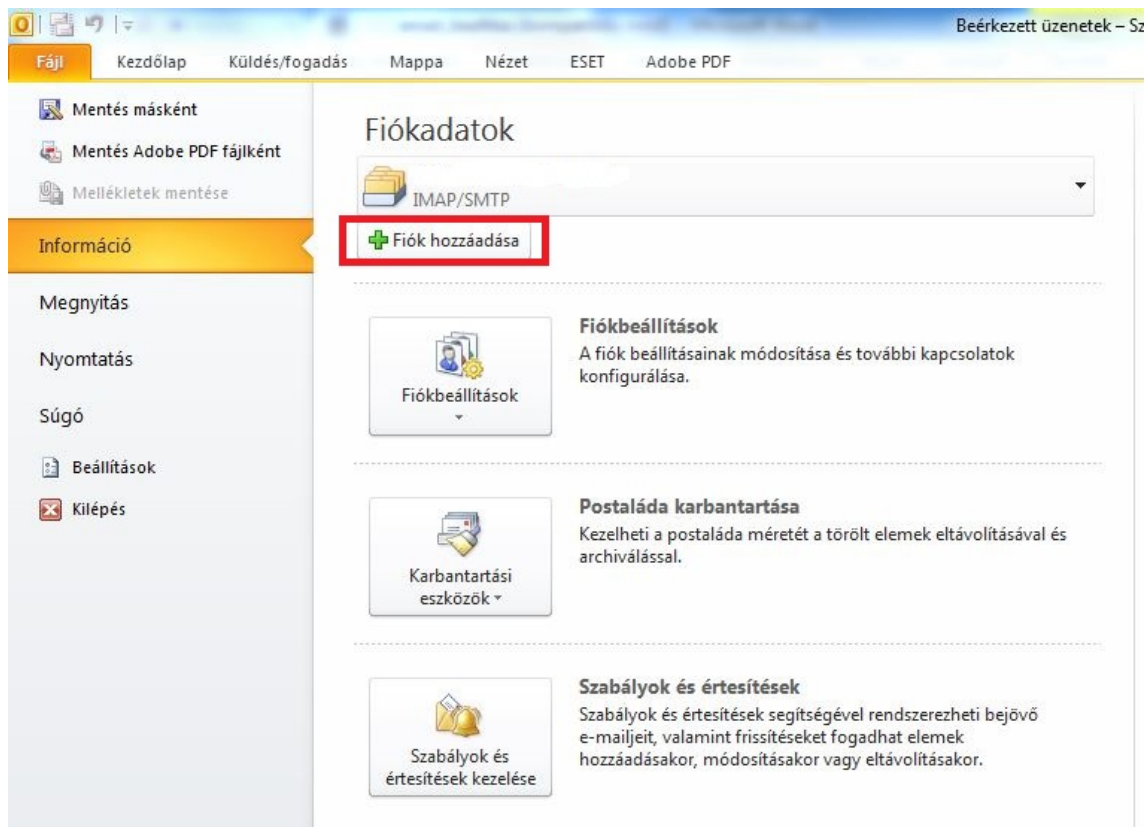 Beérkezett üzenetek – Sz
Fájl Kezdőlap Küldés/fogadás Mappa Nézet ESET Adobe PDF
Mentés másként
Mentés Adobe PDF fájlként
Mellékletek mentése
Információ
Megnyitás
Nyomtatás
Súgó
Beállítások
Kilépés
Fiókadatok
IMAP/SMTP
Fiók hozzáadása
Fiókbeállítások
Fiókbeállítások
A fiók beállításainak módosítása és további kapcsolatok
konfigurálása.
Karbantartási
eszközök
Postaláda karbantartása
Kezelheti a postaláda méretét a törölt elemek eltávolításával és
archiválással.
Szabályok és
értesítések kezelése
Szabályok és értesítések
Szabályok és értesítések segítségével rendszerezheti bejövő
e-mailjeit, valamint frissítéseket fogadhat elemek
hozzáadásakor, módosításakor vagy eltávolításakor.